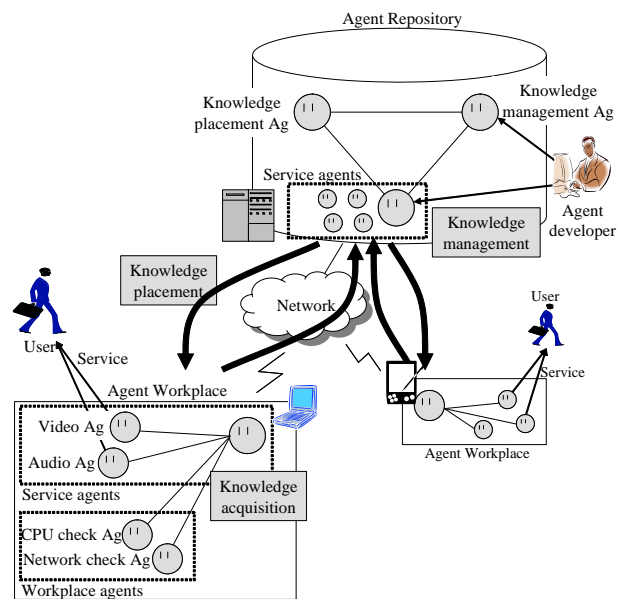 Agent Repository
Knowledge
placement Ag
Knowledge
management Ag
Service agents
Knowledge
management
Agent
developer
Knowledge
placement
Network
User
Service
User
Service
Agent Workplace
Video Ag
Audio Ag
Service agents
Knowledge
acquisition
CPU check Ag
Network check Ag
Workplace agents
Agent Workplace